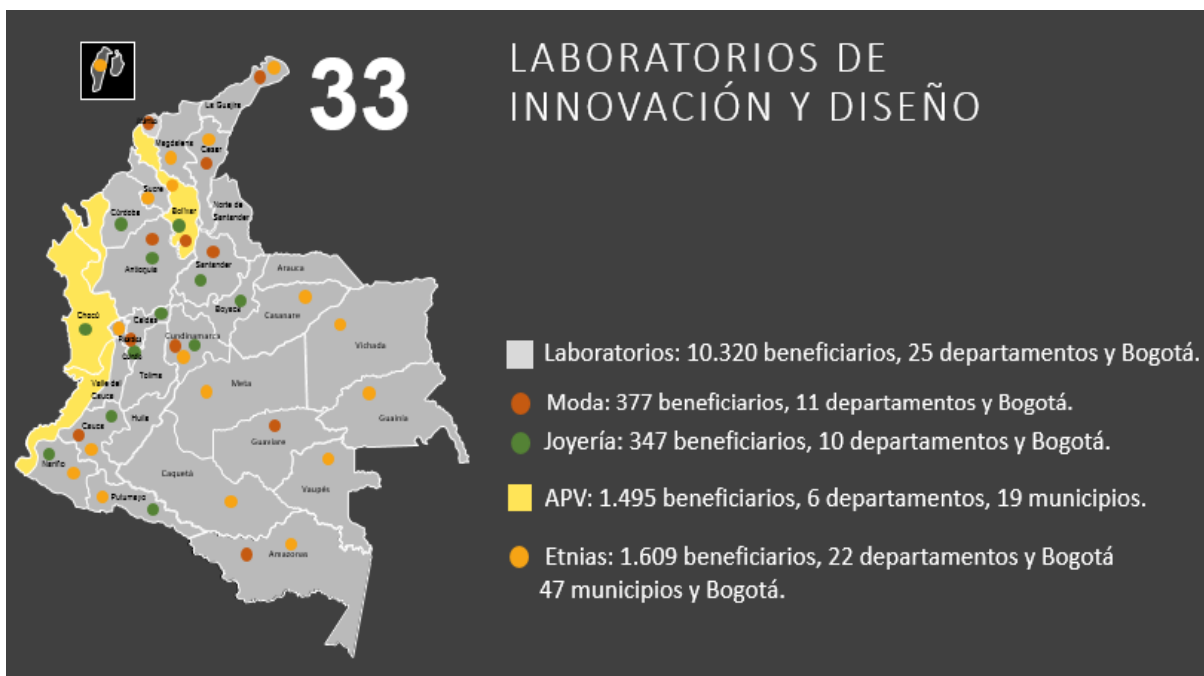 33
LABORATORIOS DE
INNOVACIÓN Y DISEÑO
La Guajira
Magdalena
Cesar
Sucre
Córdoba
Bolívar
Norte de
Santander
Antioquia
Santander
Arauca
Chocó
Boyacá
Caldas
Casanare
Cundinamarca
Vichada
Tolima
Valle del
Cauca
Meta
Huila
Guainía
Cauca
Guaviare
Nariño
Caquetá
Vaupés
Putumayo
Amazonas
Laboratorios: 10.320 beneficiarios, 25 departamentos y Bogotá.
Moda: 377 beneficiarios, 11 departamentos y Bogotá.
Joyería: 347 beneficiarios, 10 departamentos y Bogotá.
APV: 1.495 beneficiarios, 6 departamentos, 19 municipios.
Etnias: 1.609 beneficiarios, 22 departamentos y Bogotá
47 municipios y Bogotá.